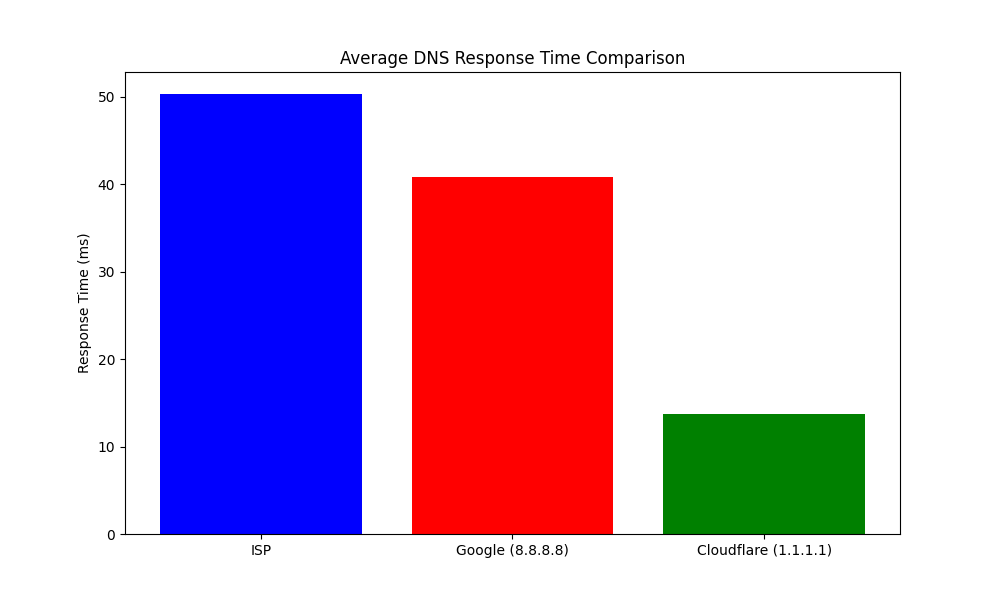 Average DNS Response Time Comparison
Response Time (ms)
50
40
30
20
10
0
ISP
Google (8.8.8.8)
Cloudflare (1.1.1.1)